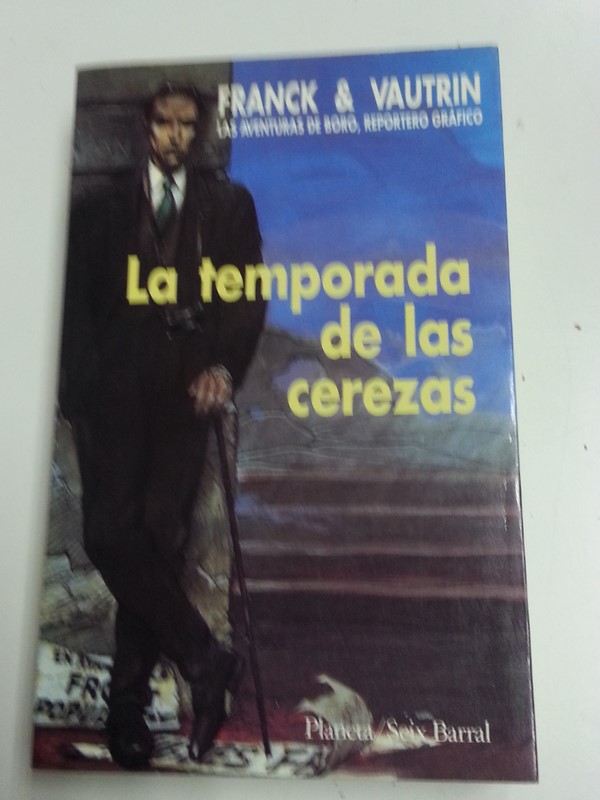 FRANCK & VAUTRIN
LAS AVENTURAS DE BORO, REPORTERO GRÁFICO
La temporada
de las
cerezas
Planeta/Seix Barral